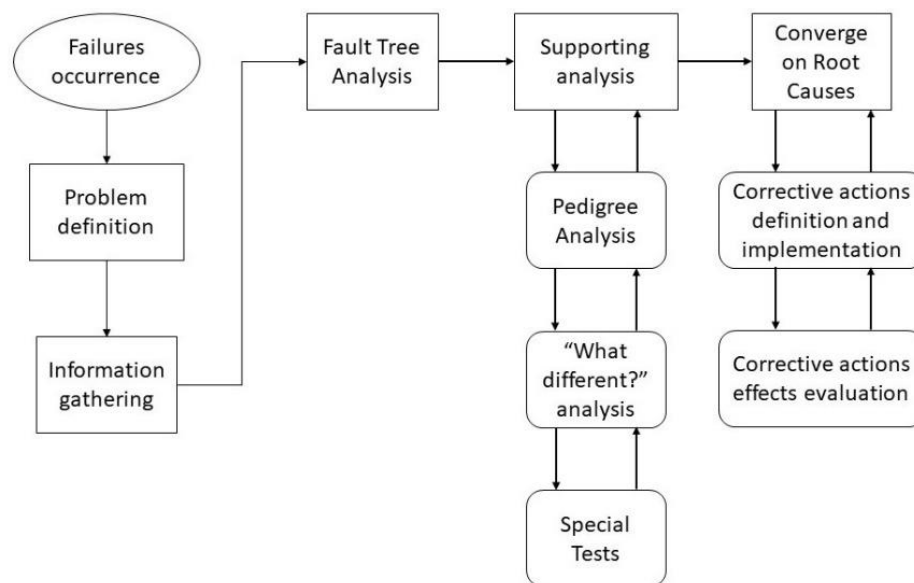 Failures
occurrence
Problem
definition
Information
gathering
Fault Tree
Analysis
Supporting
analysis
Pedigree
Analysis
“What
different?”
analysis
Special
Tests
Converge
on Root
Causes
Corrective actions
definition and
implementation
Corrective actions
effects evaluation